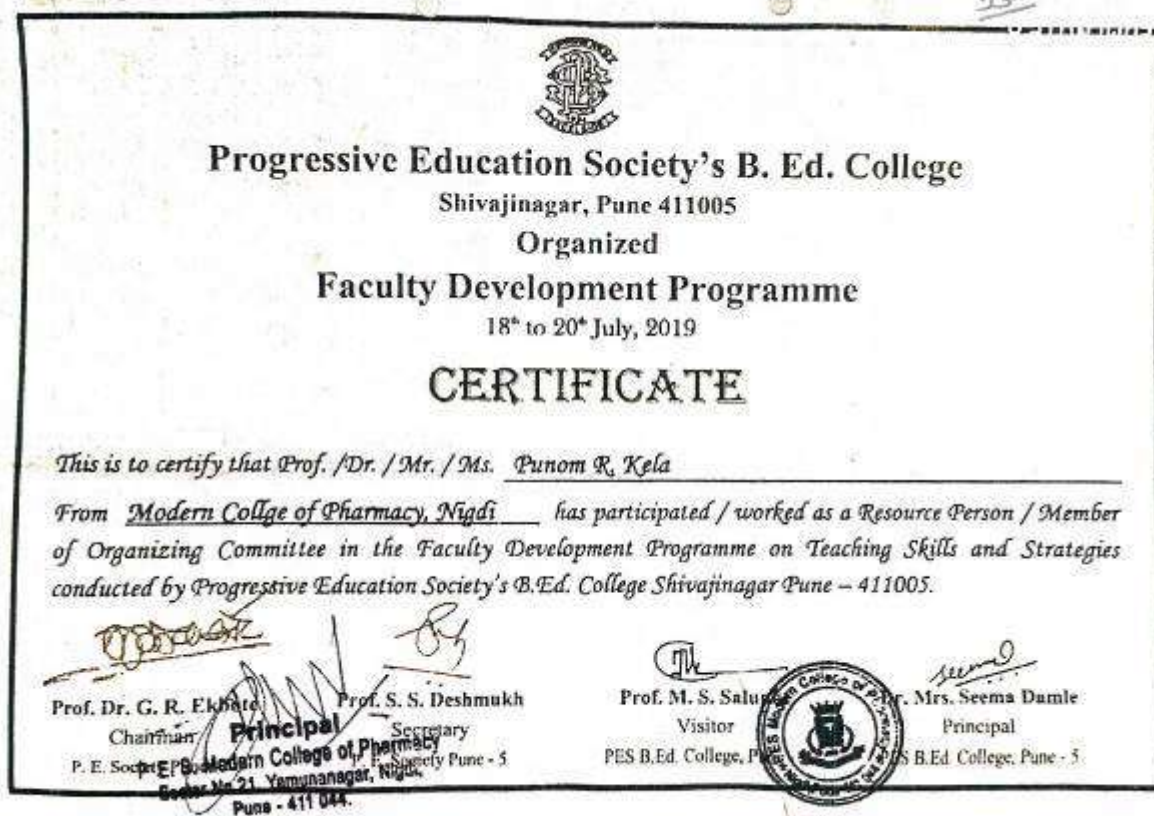 Progressive Education Society's B. Ed. College
Shivajinagar, Pune 411005
Organized
Faculty Development Programme
18th to 20th July, 2019
CERTIFICATE
This is to certify that Prof. /Dr. / Mr. / Ms. Punom R. Kela
From Modern Collge of Pharmacy, Nigdi has participated / worked as a Resource Person / Member
of Organizing Committee in the Faculty Development Programme on Teaching Skills and Strategies
conducted by Progressive Education Society's B.Ed. College Shivajinagar Pune – 411005.
Prof. Dr. G. R. Ekbote Prof. S. S. Deshmukh Prof. M. S. Mrs. Seema Damle
Chairman Secretary Visitor Principal
P. E. Society Pune - 5 PES B.Ed. College, B.Ed. College, Pune - 5
Principal
P. E. S. Modern College of Pharmacy
Sector No 21, Yamunanagar, Nigdi,
Pune - 411 044.